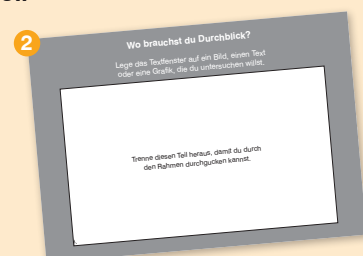 2
Wo brauchst du Durchblick?
Lege das Textfenster auf ein Bild, einen Text
oder eine Grafik, die du untersuchen willst.
Trenne diesen Teil heraus, damit du durch
den Rahmen durchgucken kannst.